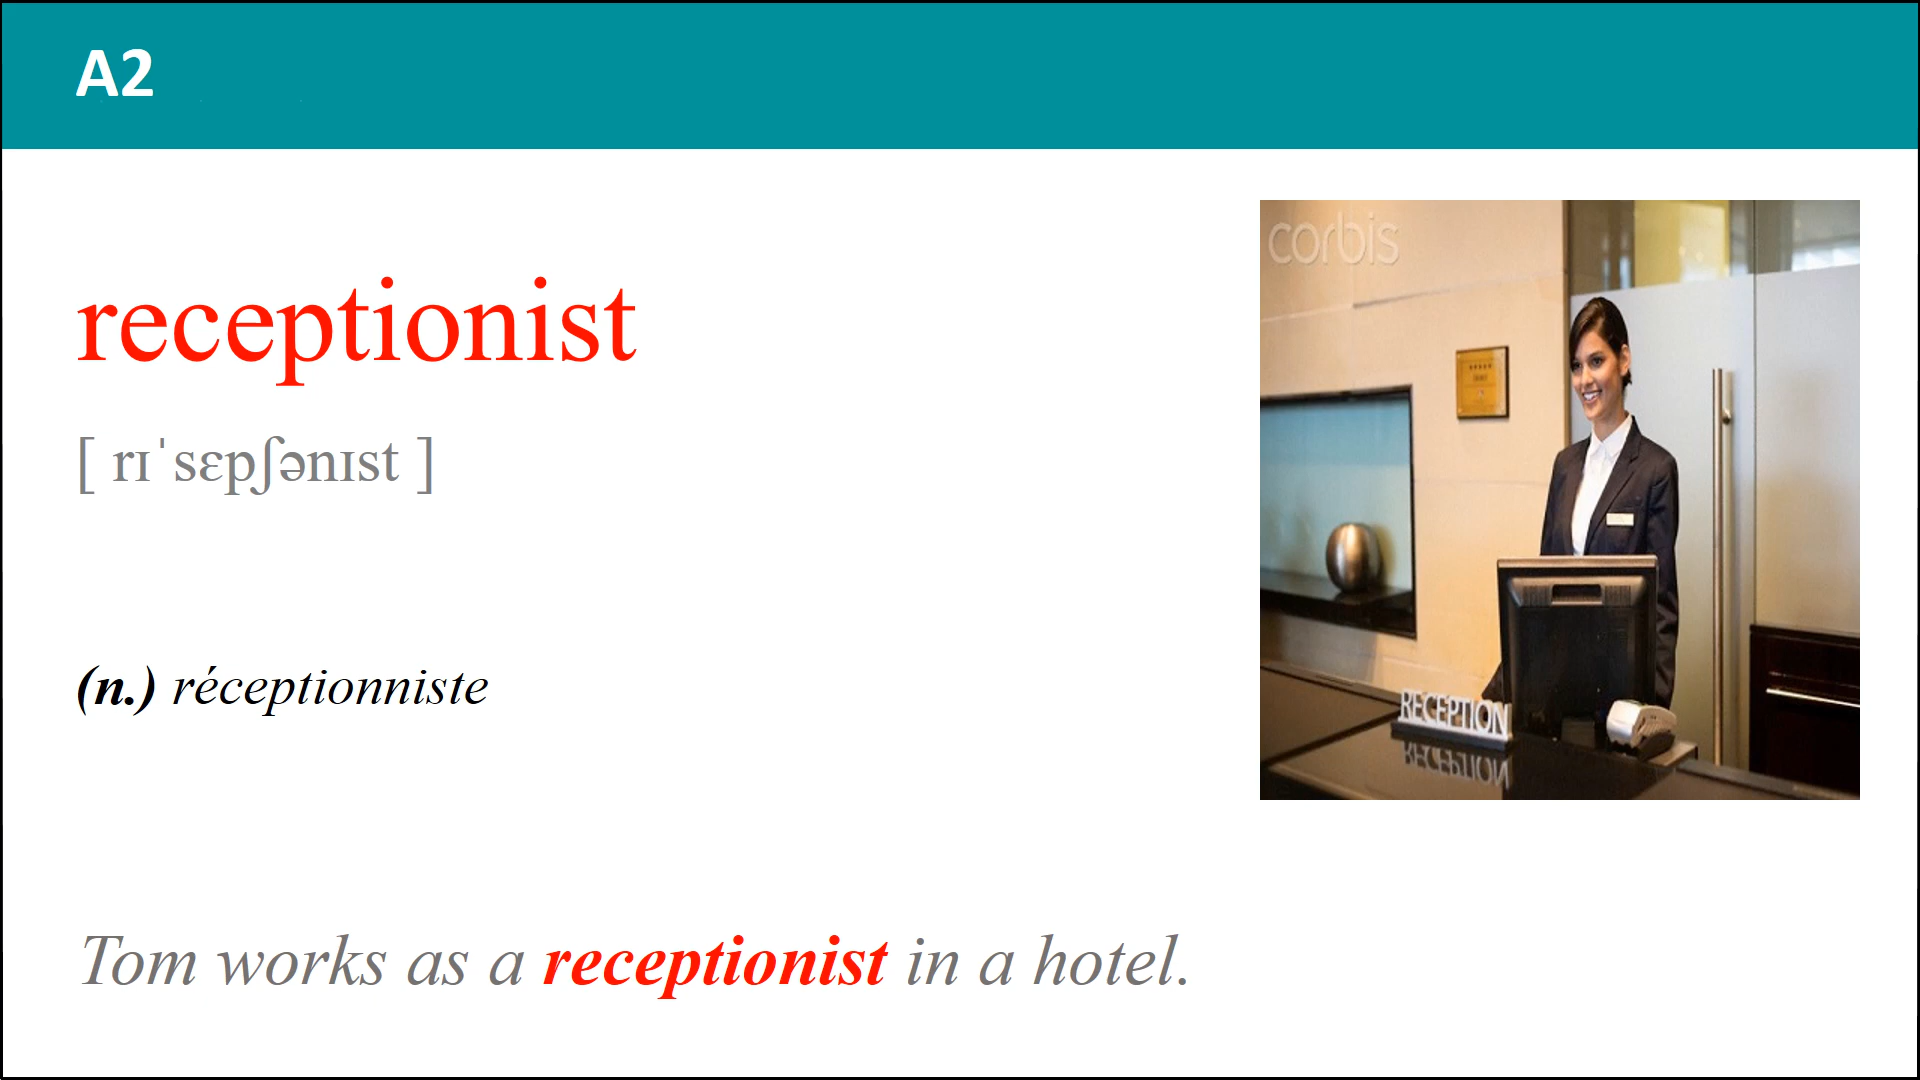 A2
receptionist
[ rɪˈsɛpʃənɪst ]
(n.) réceptionniste
Tom works as a receptionist in a hotel.
corbis
RECEPTION